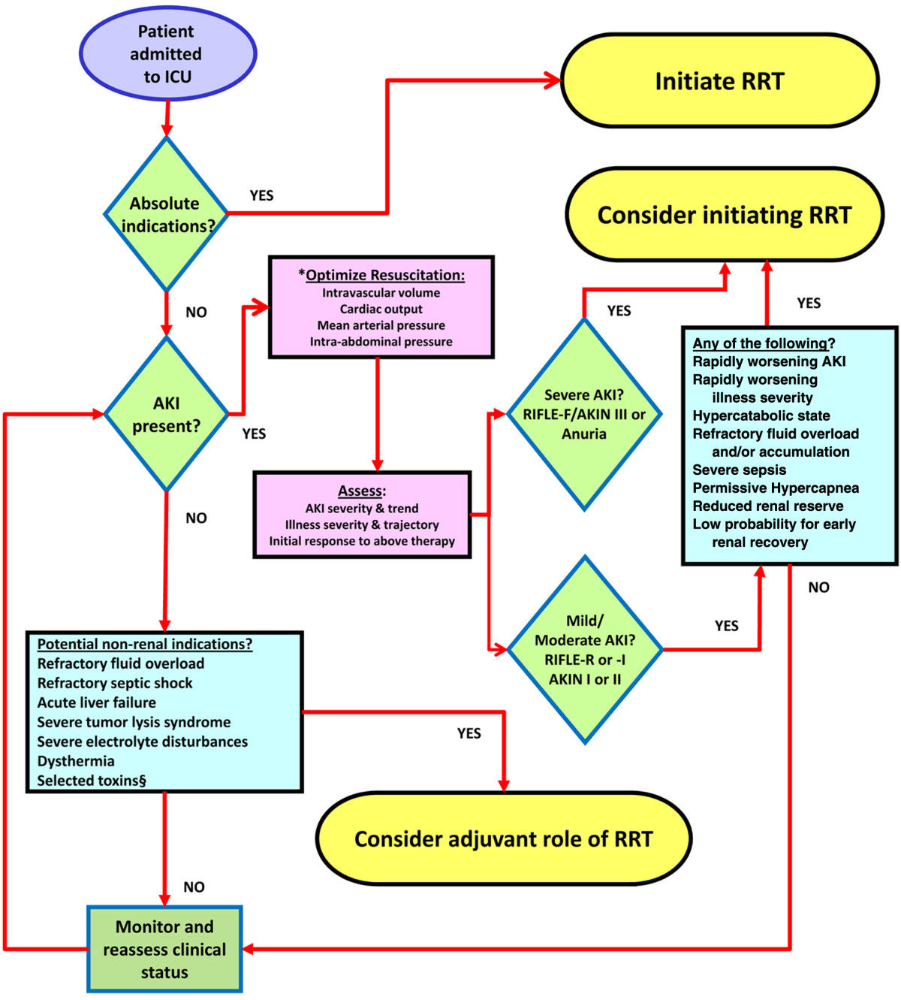 Patient
admitted
to ICU
Initiate RRT
Absolute
indications?
YES
Consider initiating RRT
NO
*Optimize Resuscitation:
Intravascular volume
Cardiac output
Mean arterial pressure
Intra-abdominal pressure
YES
YES
AKI
present?
YES
Severe AKI?
RIFLE-F/AKIN III or
Anuria
Any of the following?
Rapidly worsening AKI
Rapidly worsening
illness severity
Hypercatabolic state
Refractory fluid overload
and/or accumulation
Severe sepsis
Permissive Hypercapnea
Reduced renal reserve
Low probability for early
renal recovery
NO
Assess:
AKI severity & trend
Illness severity & trajectory
Initial response to above therapy
NO
Mild/
Moderate AKI?
RIFLE-R or -I
AKIN I or II
YES
Potential non-renal indications?
Refractory fluid overload
Refractory septic shock
Acute liver failure
Severe tumor lysis syndrome
Severe electrolyte disturbances
Dysthermia
Selected toxins§
YES
Consider adjuvant role of RRT
NO
Monitor and
reassess clinical
status